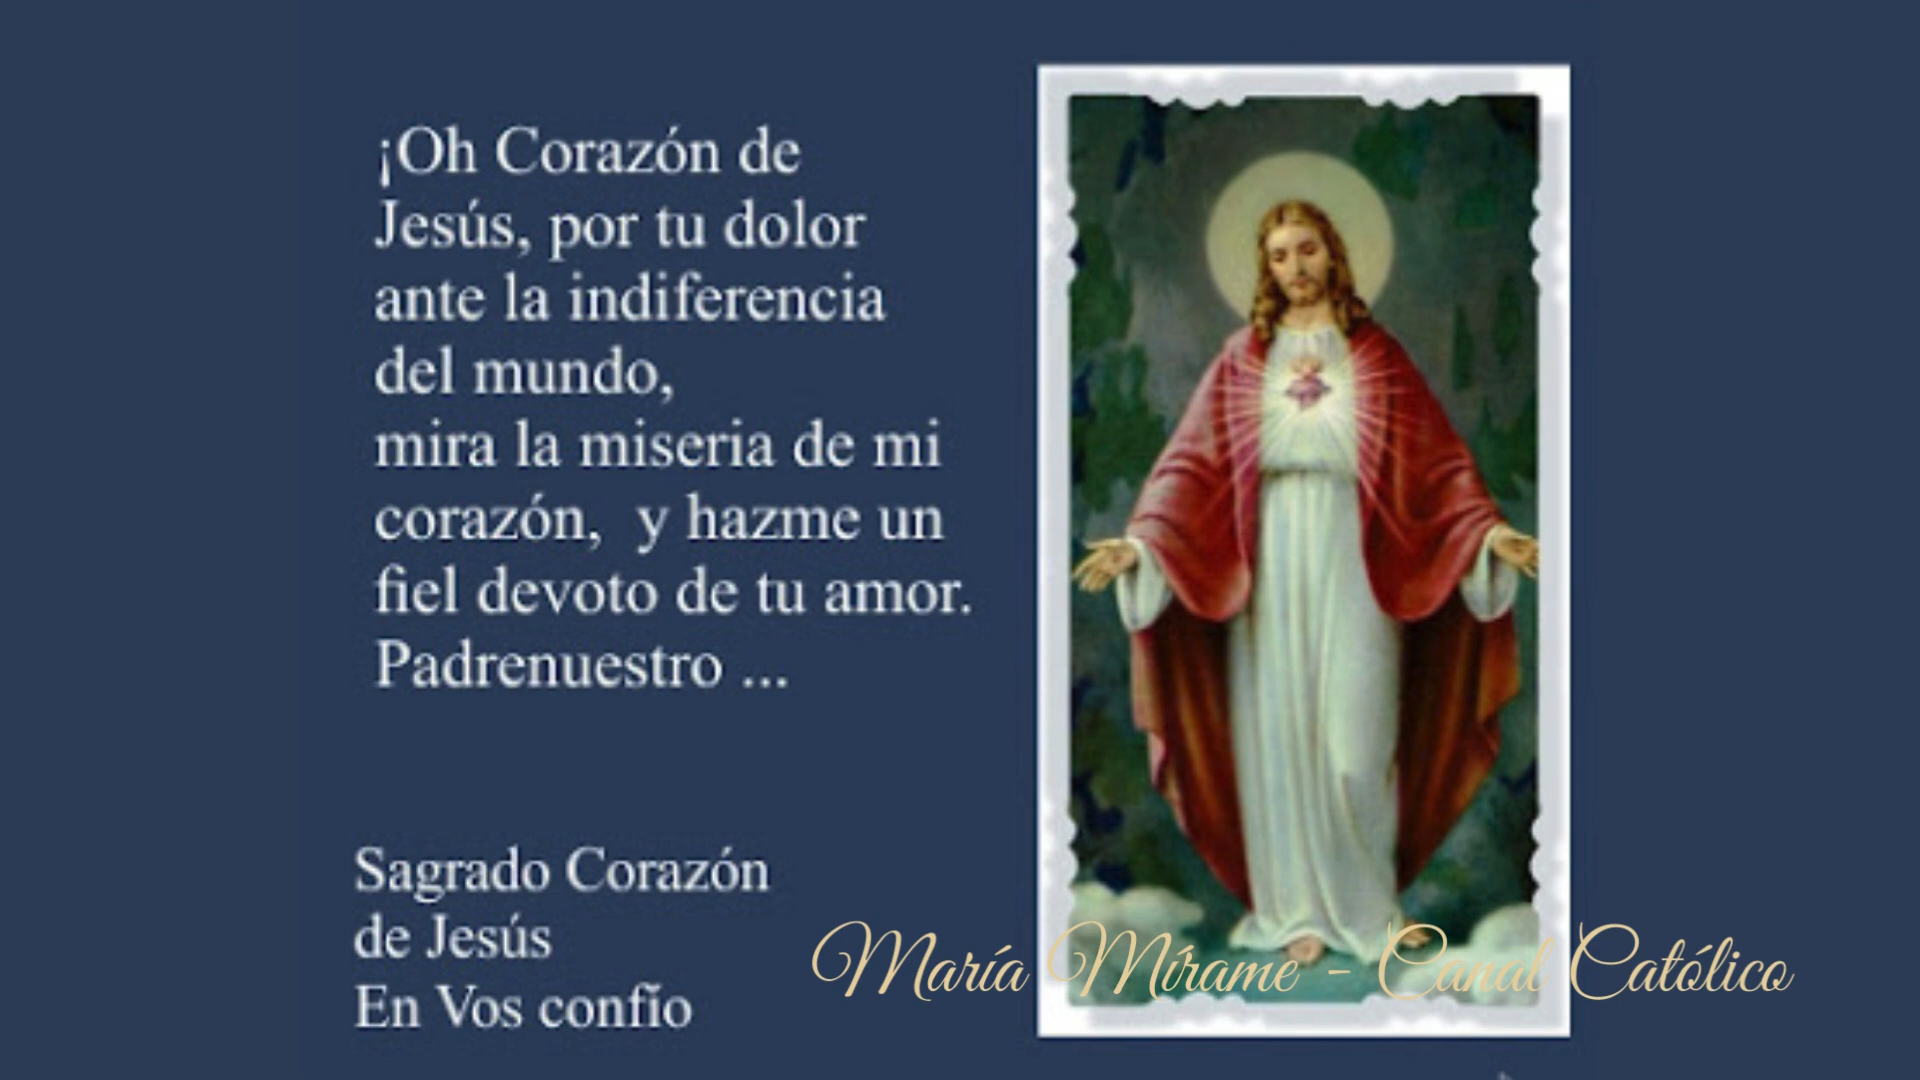 ¡Oh Corazón de
Jesús, por tu dolor
ante la indiferencia
del mundo,
mira la miseria de mi
corazón, y hazme un
fiel devoto de tu amor.
Padrenuestro ...
Sagrado Corazón
de Jesús
En Vos confío
María Mírame - Canal Católico